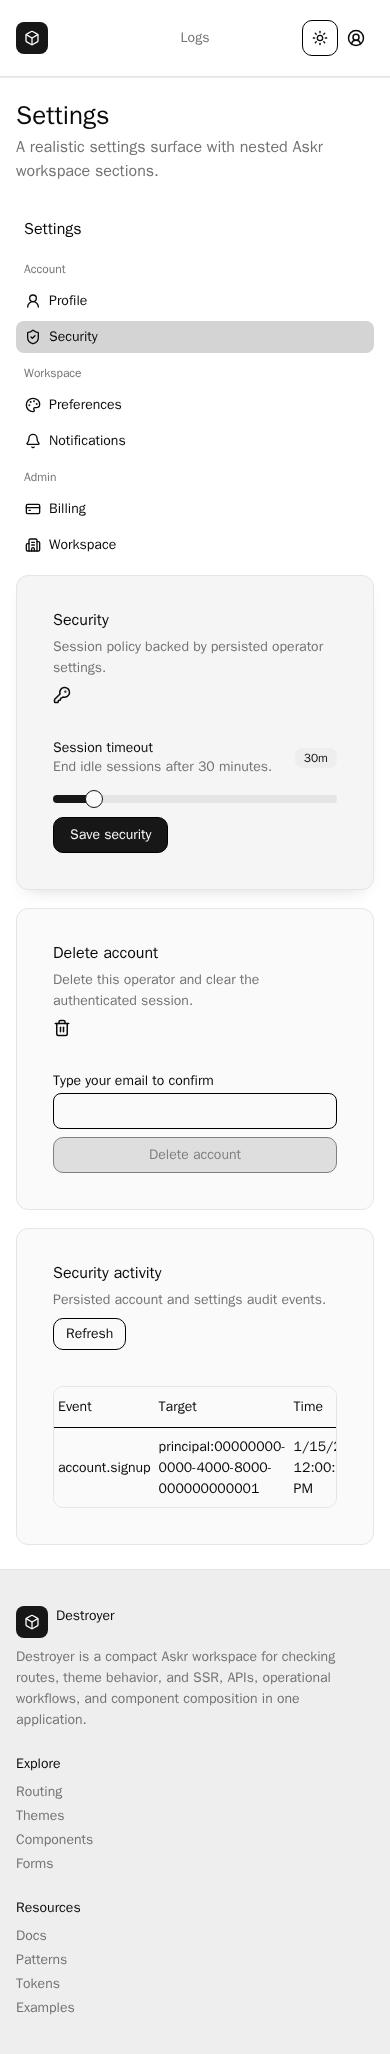 Logs
Settings
A realistic settings surface with nested Askr
workspace sections.
Settings
Account
Profile
Security
Workspace
Preferences
Notifications
Admin
Billing
Workspace
Security
Session policy backed by persisted operator
settings.
Session timeout
End idle sessions after 30 minutes.
30m
Save security
Delete account
Delete this operator and clear the
authenticated session.
Type your email to confirm
Delete account
Security activity
Persisted account and settings audit events.
Refresh
Event Target Time
account.signup principal:00000000-0000-4000-8000-000000000001 1/15/ 12:00: PM
Destroyer
Destroyer is a compact Askr workspace for checking
routes, theme behavior, and SSR, APIs, operational
workflows, and component composition in one
application.
Explore
Routing
Themes
Components
Forms
Resources
Docs
Patterns
Tokens
Examples